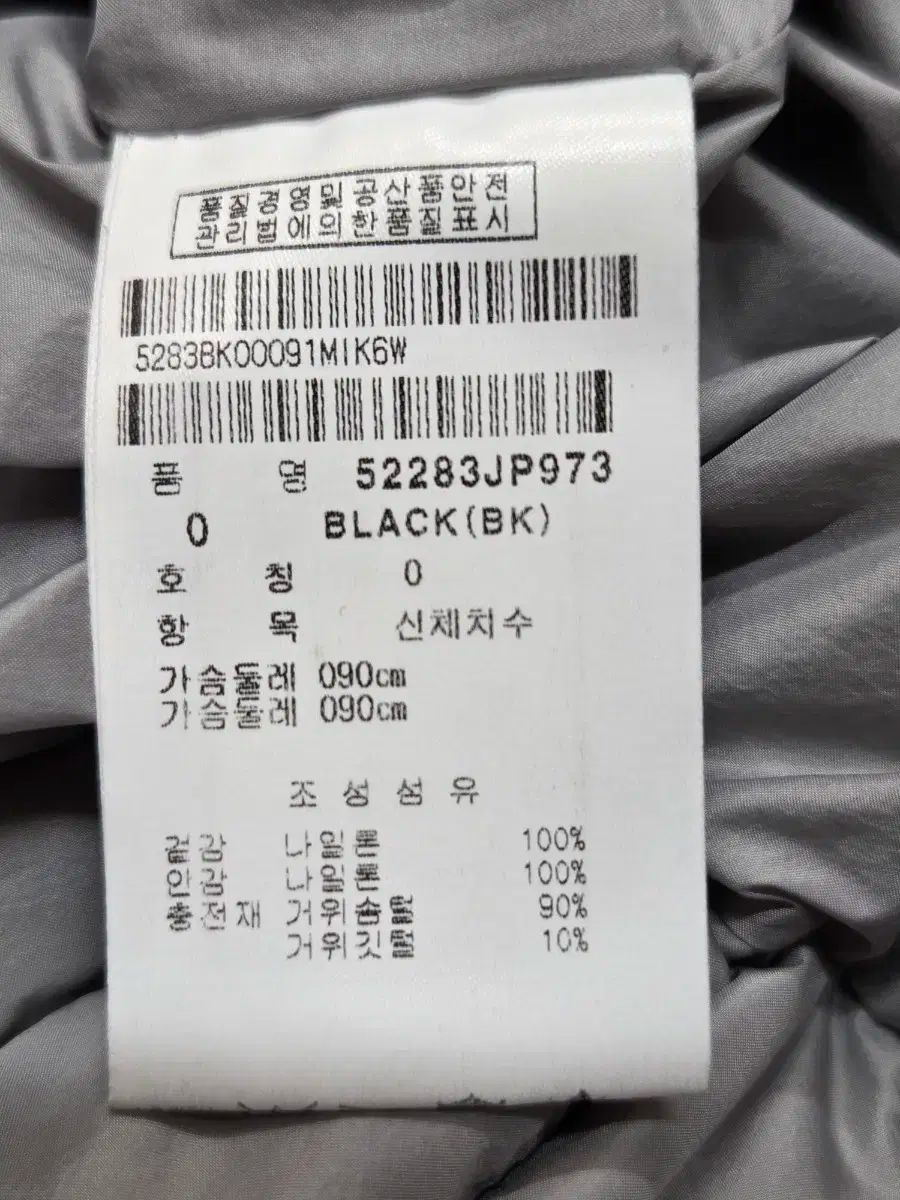 품질경영및공산품안전
관리법에의한품질표시
5283BK00091MIK6W
품 명 52283JP973
0 BLACK(BK)
호 칭 0
항 목 신체치수
가슴둘레 090cm
가슴둘레 090cm
조 성 섬 유
겉감 나일론 100%
안감 나일론 100%
충전재 거위솜털 90%
거위깃털 10%